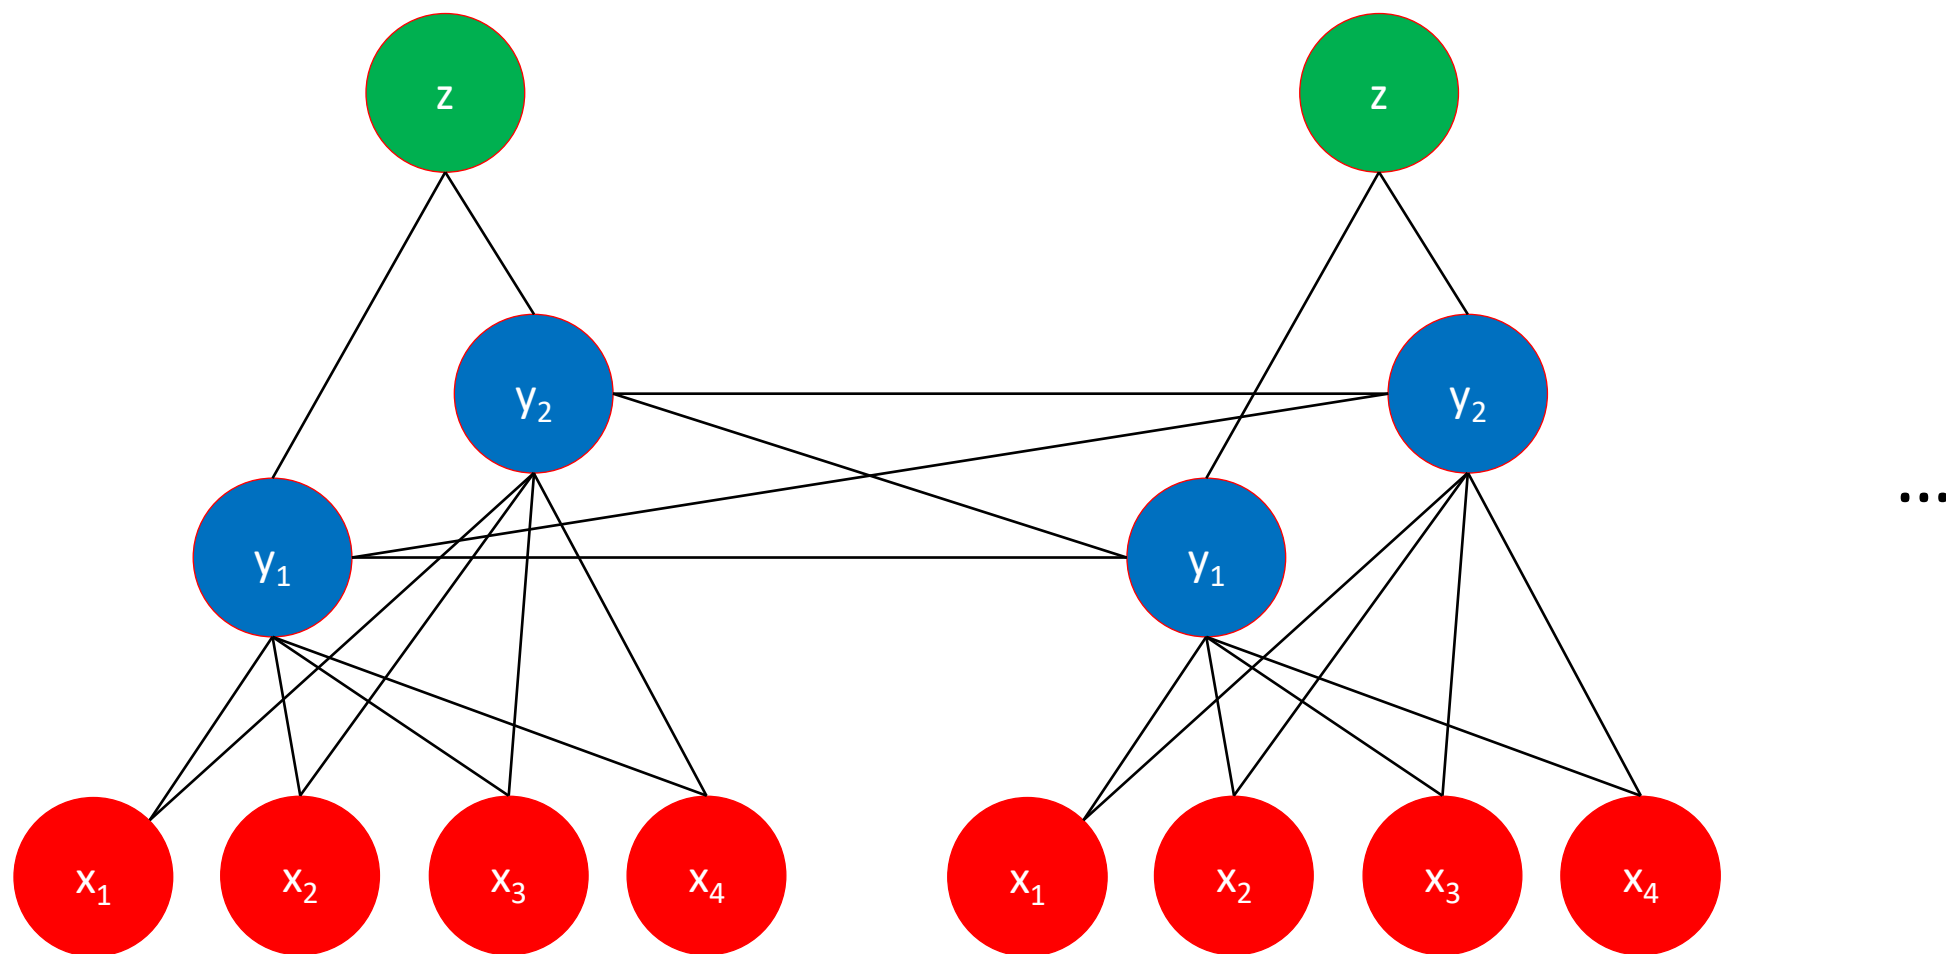 z z
y₂ y₂
...
y₁ y₁
x₁ x₂ x₃ x₄ x₁ x₂ x₃ x₄